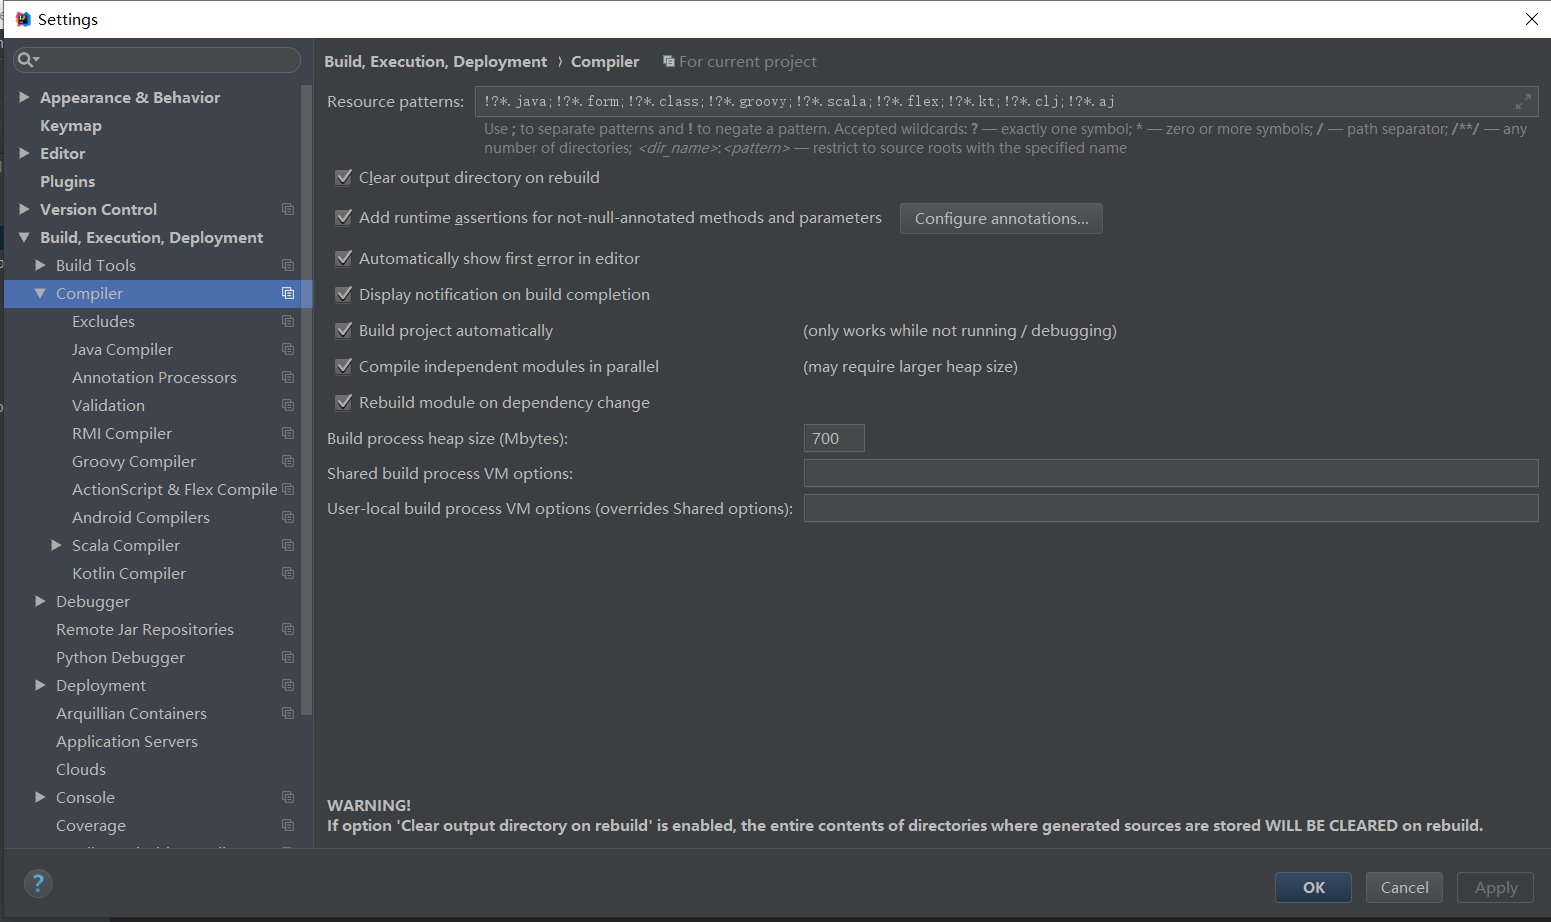 Settings
Appearance & Behavior
Keymap
Editor
Plugins
Version Control
Build, Execution, Deployment
Build Tools
Compiler
Excludes
Java Compiler
Annotation Processors
Validation
RMI Compiler
Groovy Compiler
ActionScript & Flex Compile
Android Compilers
Scala Compiler
Kotlin Compiler
Debugger
Remote Jar Repositories
Python Debugger
Deployment
Arquillian Containers
Application Servers
Clouds
Console
Coverage
Build, Execution, Deployment › Compiler For current project
Resource patterns: !?*.java;!?*.form;!?*.class;!?*.groovy;!?*.scala;!?*.flex;!?*.kt;!?*.clj;!?*.aj
Use ; to separate patterns and ! to negate a pattern. Accepted wildcards: ? — exactly one symbol; * — zero or more symbols; / — path separator; /**/ — any
number of directories; <dir_name>:<pattern> — restrict to source roots with the specified name
Clear output directory on rebuild
Add runtime assertions for not-null-annotated methods and parameters Configure annotations...
Automatically show first error in editor
Display notification on build completion
Build project automatically (only works while not running / debugging)
Compile independent modules in parallel (may require larger heap size)
Rebuild module on dependency change
Build process heap size (Mbytes): 700
Shared build process VM options:
User-local build process VM options (overrides Shared options):
WARNING!
If option 'Clear output directory on rebuild' is enabled, the entire contents of directories where generated sources are stored WILL BE CLEARED on rebuild.
? OK Cancel Apply